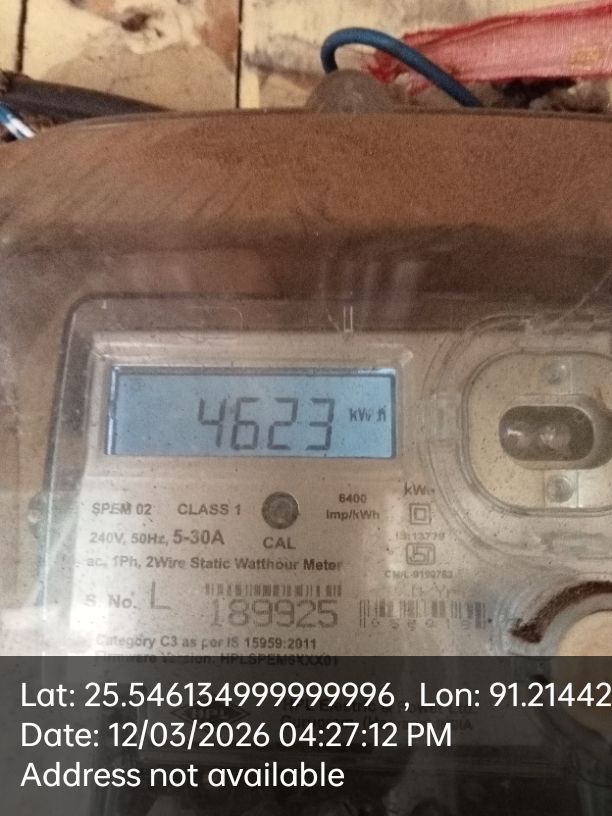 4623 kWh
SPEM 02 CLASS 1
6400
imp/kWh
240V, 50Hz, 5-30A
CAL
IS:13779
ac, 1Ph, 2Wire Static Watthour Meter
S. No. L
189925
Category C3 as per IS 15959:2011
Lat: 25.546134999999996 , Lon: 91.21442
Date: 12/03/2026 04:27:12 PM
Address not available